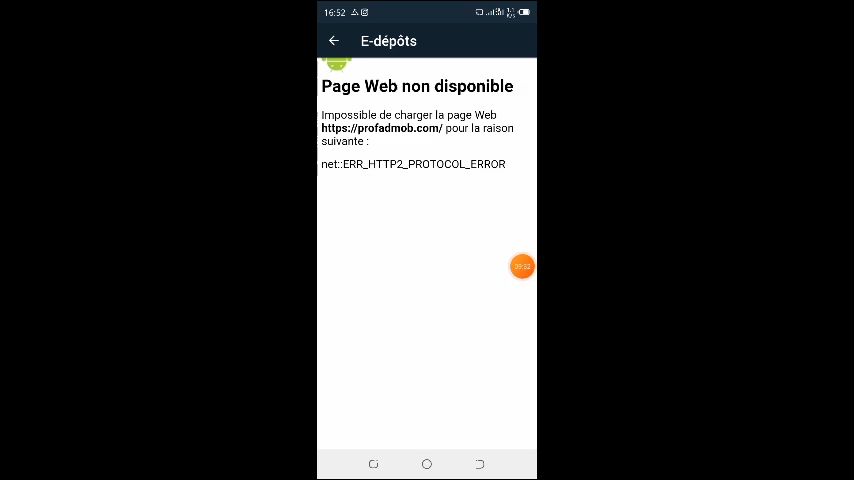 16:52
E-dépôts
Page Web non disponible
Impossible de charger la page Web
https://profadmob.com/ pour la raison
suivante :
net::ERR_HTTP2_PROTOCOL_ERROR